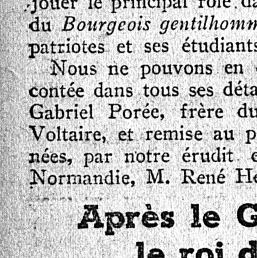 jouer le principal rôle da
du Bourgeois gentilhomm
patriotes et ses étudiants
Nous ne pouvons en
contée dans tous ses déta
Gabriel Porée, frère du
Voltaire, et remise au p
nées, par notre érudit
Normandie, M. René He
Après le G
le roi d